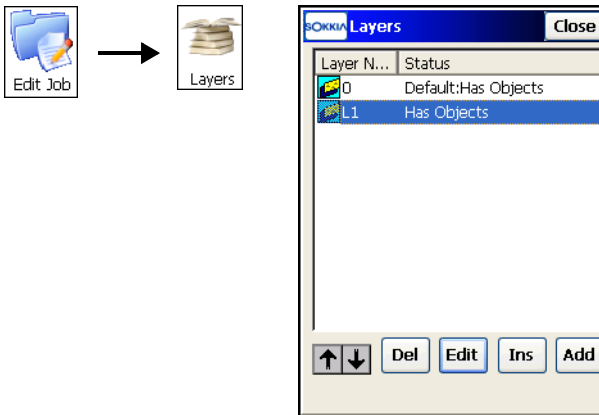 Edit Job
Layers
SOKKIA Layers Close
Layer N... Status
0 Default:Has Objects
L1 Has Objects
Del Edit Ins Add